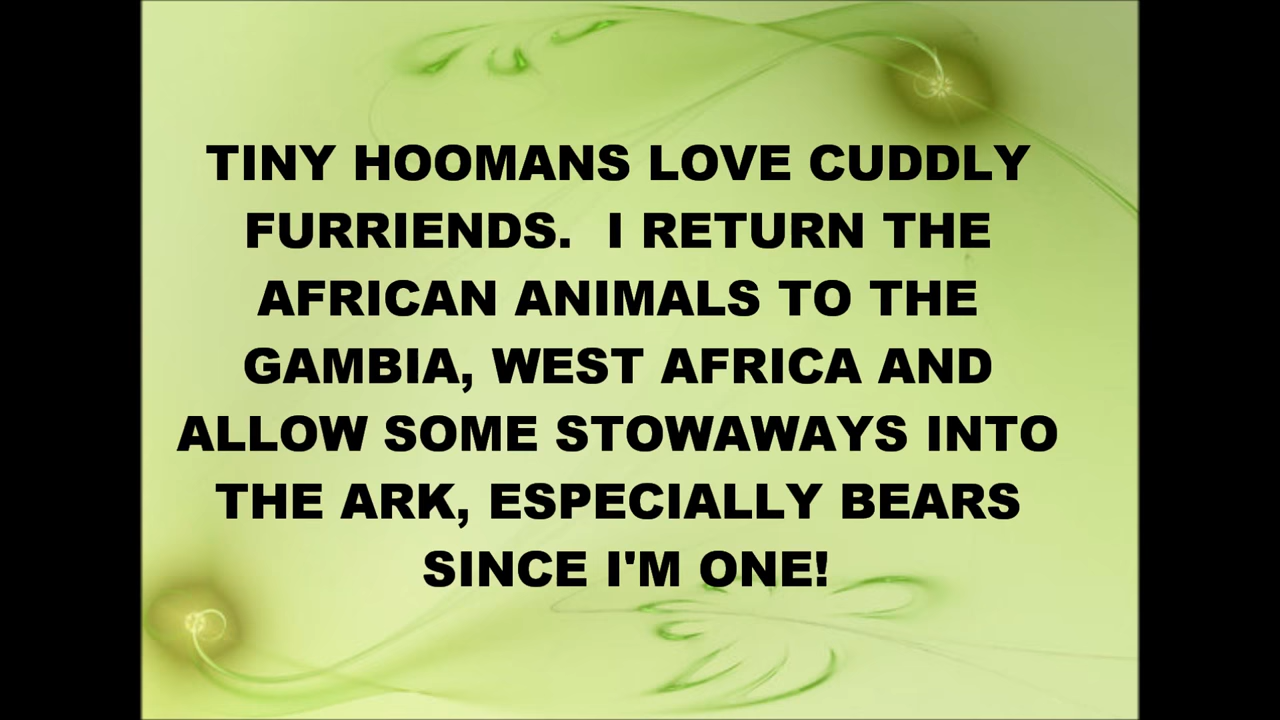 TINY HOOMANS LOVE CUDDLY
FURRIENDS.  I RETURN THE
AFRICAN ANIMALS TO THE
GAMBIA, WEST AFRICA AND
ALLOW SOME STOWAWAYS INTO
THE ARK, ESPECIALLY BEARS
SINCE I'M ONE!